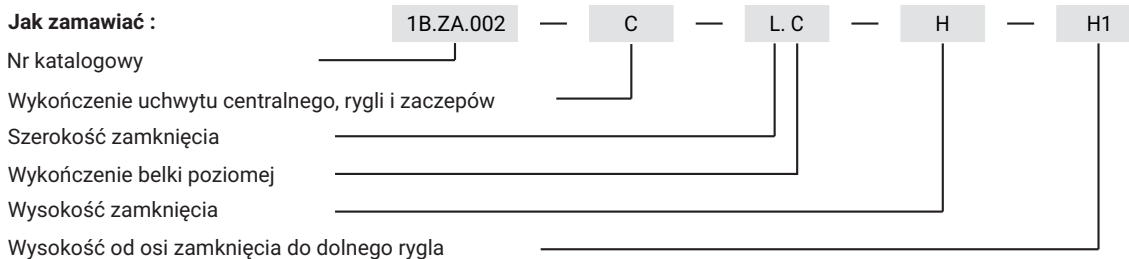 Jak zamawiać : 1B.ZA.002 — C — L. C — H — H1
Nr katalogowy
Wykończenie uchwytu centralnego, rygli i zaczepów
Szerokość zamknięcia
Wykończenie belki poziomej
Wysokość zamknięcia
Wysokość od osi zamknięcia do dolnego rygla